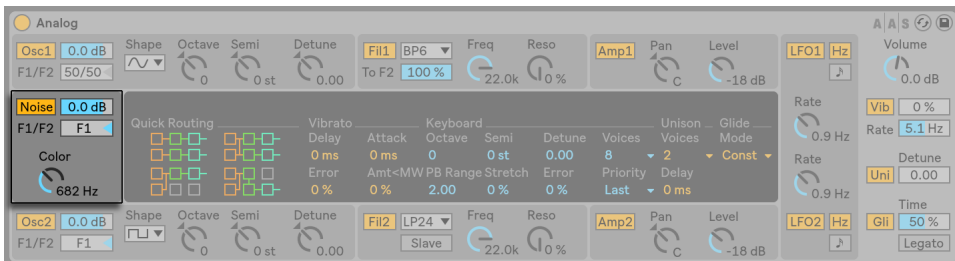 Analog
A A S
Osc1 0.0 dB Shape Octave Semi Detune Fil1 BP6 Freq Reso Amp1 Pan Level LFO1 Hz Volume
F1/F2 50/50 0 0 st 0.00 To F2 100 % 22.0k 0 % C -18 dB 0.0 dB
Noise 0.0 dB
F1/F2 F1
Color
682 Hz
Quick Routing Vibrato Keyboard Unison Glide
Delay Attack Octave Semi Detune Voices Voices Mode
0 ms 0 ms 0 0 st 0.00 8 2 Const
Error Amt<MW PB Range Stretch Error Priority Delay
0 % 0 % 2.00 0 % 0 % Last 0 ms
Rate
0.9 Hz
Rate
0.9 Hz
Vib 0 %
Rate 5.1 Hz
Detune
Uni 0.00
Osc2 0.0 dB Shape Octave Semi Detune Fil2 LP24 Freq Reso Amp2 Pan Level LFO2 Hz
F1/F2 F1 0 0 st 0.00 Slave 22.0k 0 % C -18 dB
Time
Gli 50 %
Legato